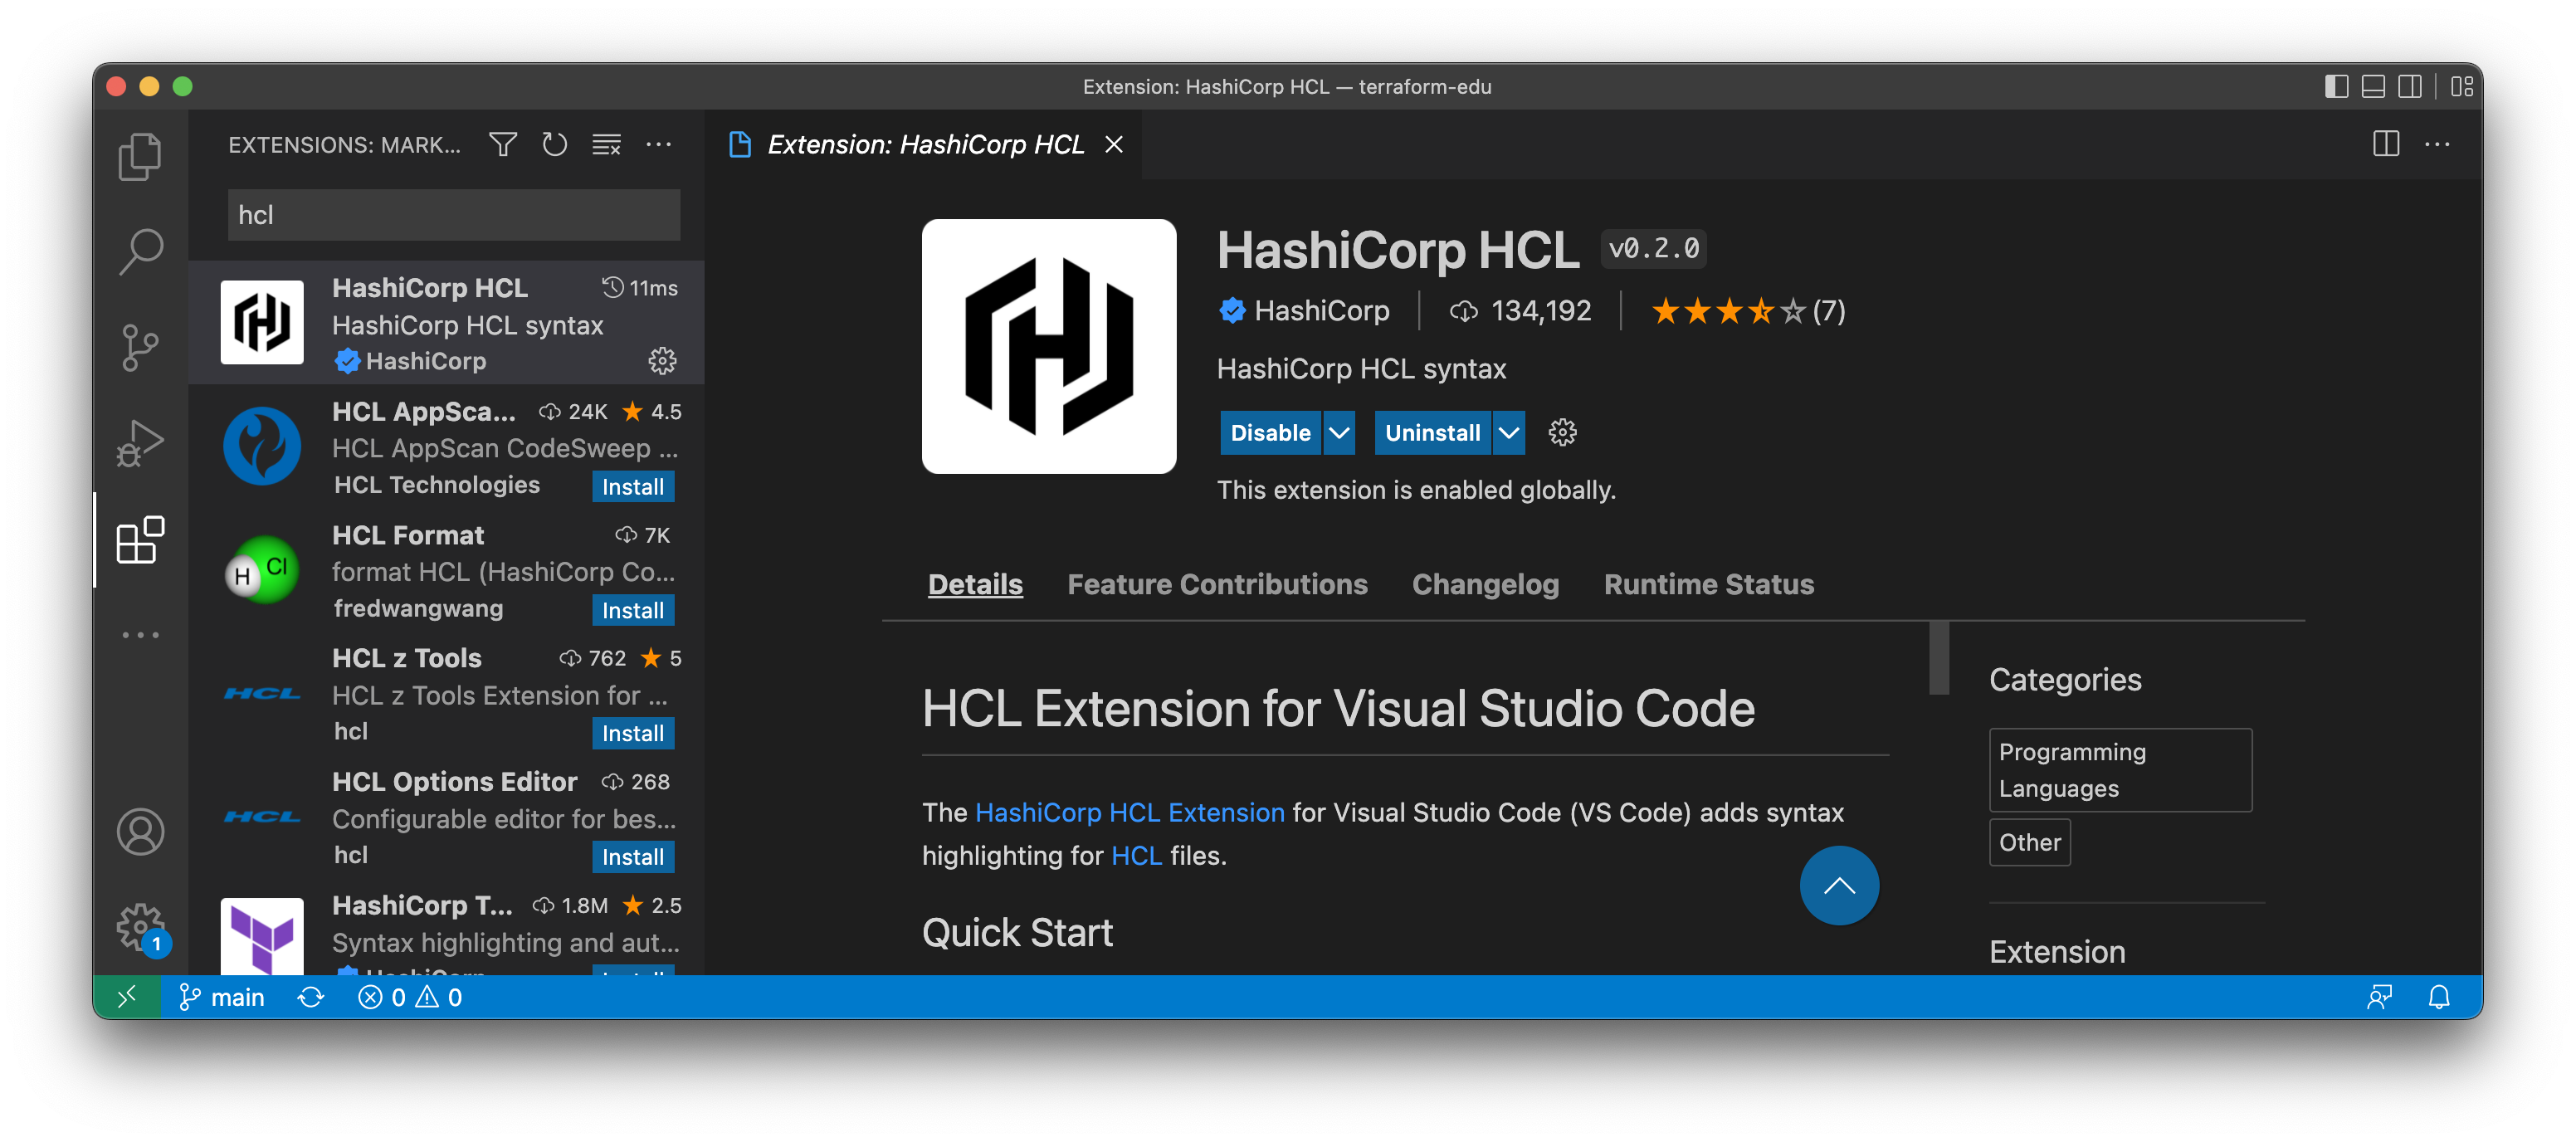 Extension: HashiCorp HCL — terraform-edu
EXTENSIONS: MARK...
hcl
HashiCorp HCL 11ms
HashiCorp HCL syntax
HashiCorp
HCL AppSca... 24K 4.5
HCL AppScan CodeSweep ...
HCL Technologies Install
H Cl
HCL Format 7K
format HCL (HashiCorp Co...
fredwangwang Install
HCL
HCL z Tools 762 5
HCL z Tools Extension for ...
hcl Install
HCL
HCL Options Editor 268
Configurable editor for bes...
hcl Install
HashiCorp T... 1.8M 2.5
Syntax highlighting and aut...
HashiCorp Install
1
Extension: HashiCorp HCL
HashiCorp HCL v0.2.0
HashiCorp 134,192 (7)
HashiCorp HCL syntax
Disable Uninstall
This extension is enabled globally.
Details Feature Contributions Changelog Runtime Status
HCL Extension for Visual Studio Code
The HashiCorp HCL Extension for Visual Studio Code (VS Code) adds syntax
highlighting for HCL files.
Quick Start
Categories
Programming
Languages
Other
Extension
main 0 0